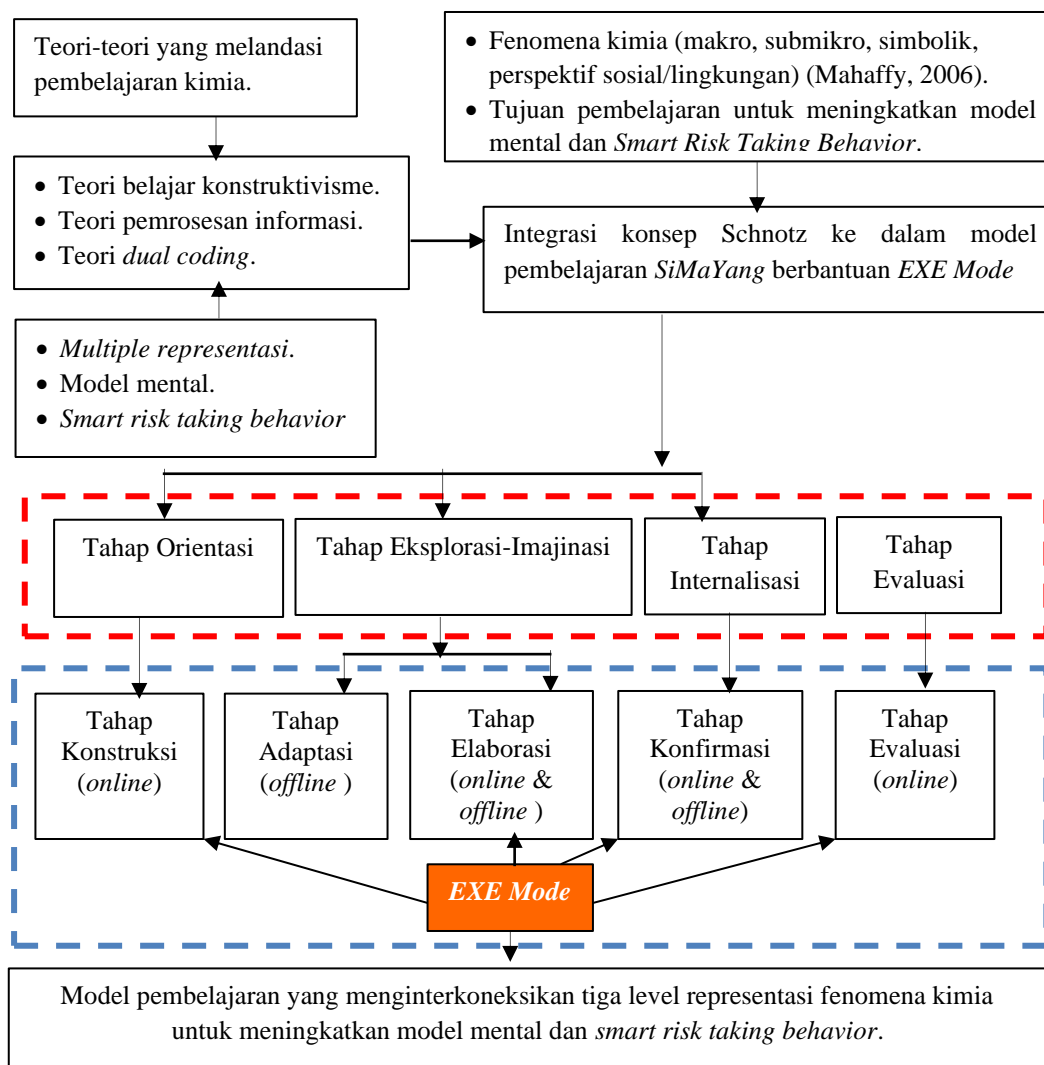 Teori-teori yang melandasi
pembelajaran kimia.
• Fenomena kimia (makro, submikro, simbolik,
perspektif sosial/lingkungan) (Mahaffy, 2006).
• Tujuan pembelajaran untuk meningkatkan model
mental dan Smart Risk Taking Behavior.
• Teori belajar konstruktivisme.
• Teori pemrosesan informasi.
• Teori dual coding.
Integrasi konsep Schnotz ke dalam model
pembelajaran SiMaYang berbantuan EXE Mode
• Multiple representasi.
• Model mental.
• Smart risk taking behavior
Tahap Orientasi
Tahap Eksplorasi-Imajinasi
Tahap
Internalisasi
Tahap
Evaluasi
Tahap
Konstruksi
(online)
Tahap
Adaptasi
(offline )
Tahap
Elaborasi
(online &
offline )
Tahap
Konfirmasi
(online &
offline)
Tahap
Evaluasi
(online)
EXE Mode
Model pembelajaran yang menginterkoneksikan tiga level representasi fenomena kimia
untuk meningkatkan model mental dan smart risk taking behavior.